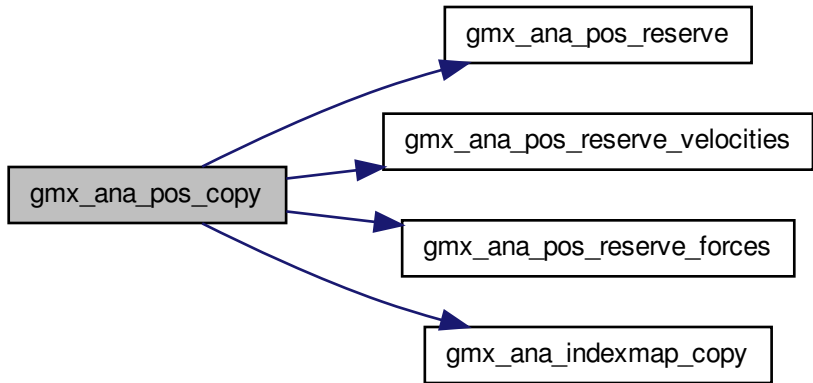 gmx_ana_pos_reserve
gmx_ana_pos_reserve_velocities
gmx_ana_pos_copy
gmx_ana_pos_reserve_forces
gmx_ana_indexmap_copy